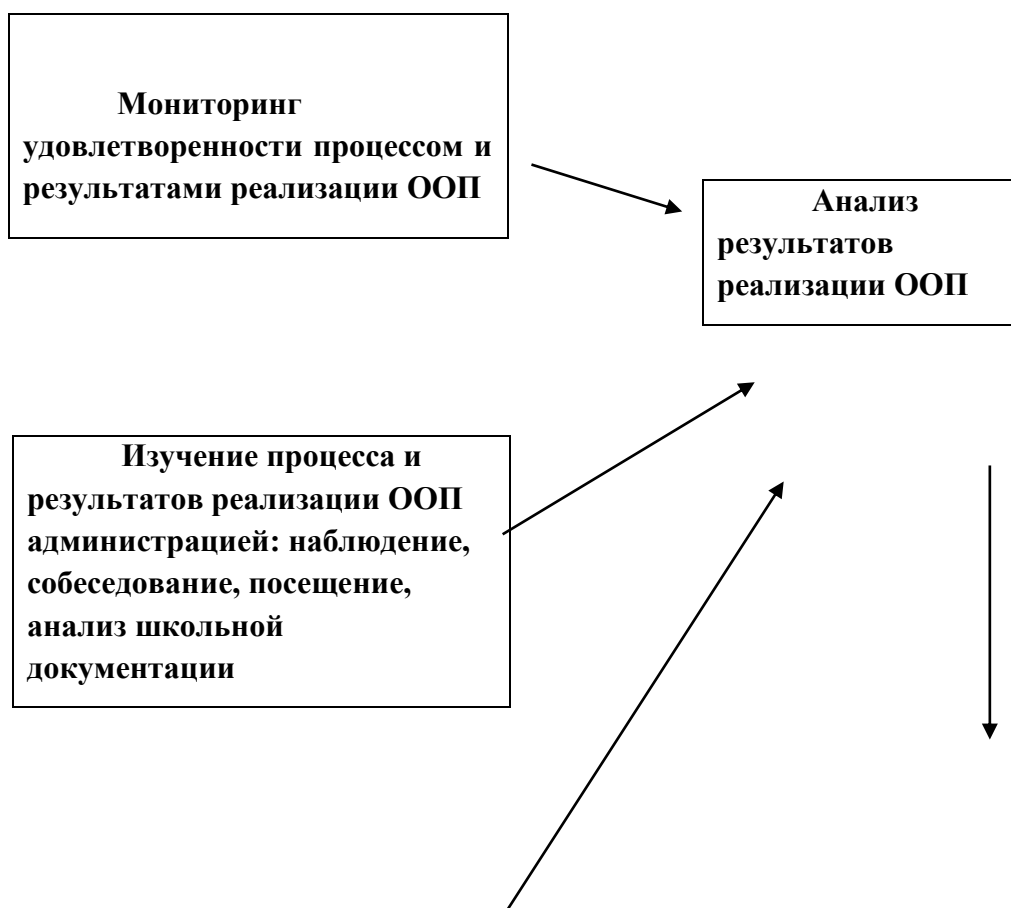 Мониторинг
удовлетворенности процессом и
результатами реализации ООП
Анализ
результатов
реализации ООП
Изучение процесса и
результатов реализации ООП
администрацией: наблюдение,
собеседование, посещение,
анализ школьной
документации